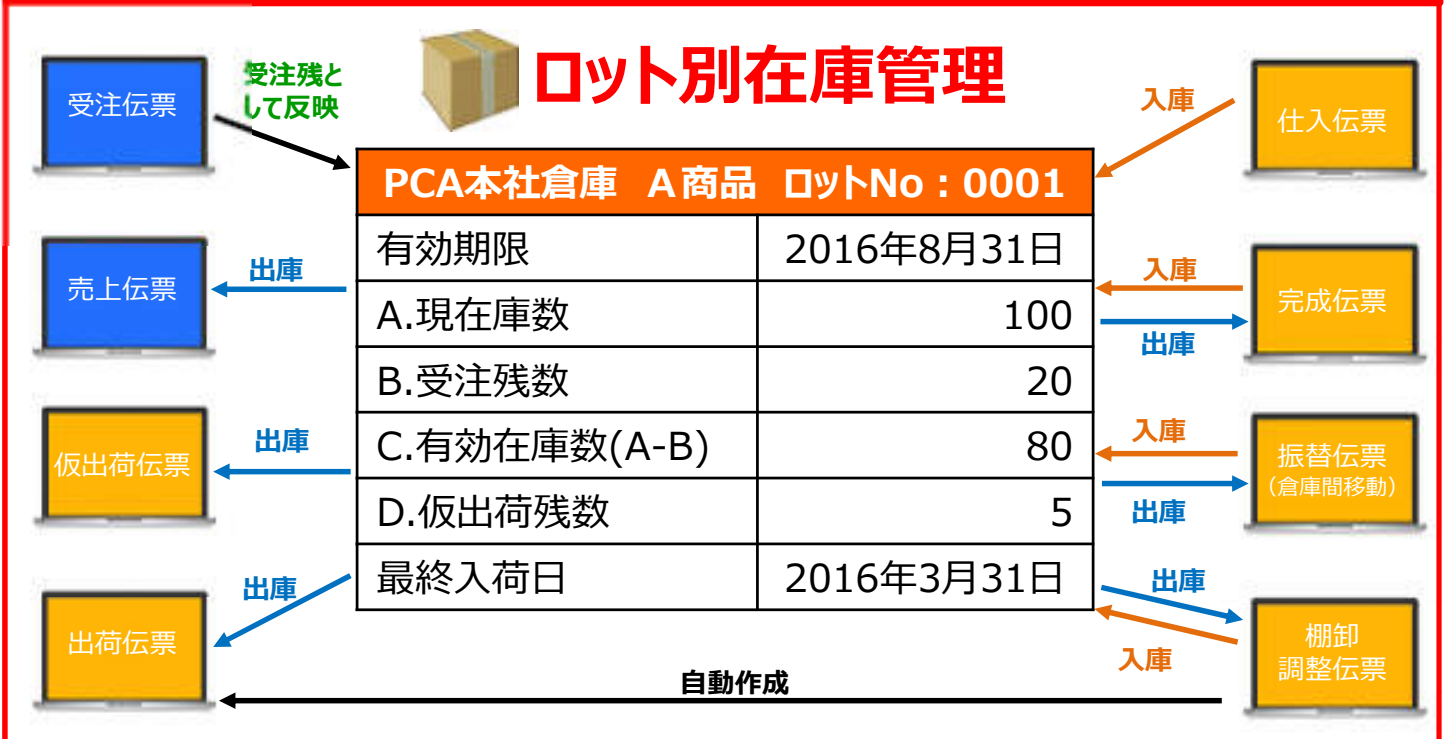 ロット別在庫管理
受注伝票
受注残と
して反映
入庫
仕入伝票
PCA本社倉庫 A商品 ロットNo:0001
有効期限 2016年8月31日
A.現在庫数 100
B.受注残数 20
C.有効在庫数(A-B) 80
D.仮出荷残数 5
最終入荷日 2016年3月31日
売上伝票
出庫
仮出荷伝票
出庫
出荷伝票
出庫
入庫
出庫
完成伝票
入庫
出庫
振替伝票
(倉庫間移動)
出庫
入庫
棚卸
調整伝票
自動作成